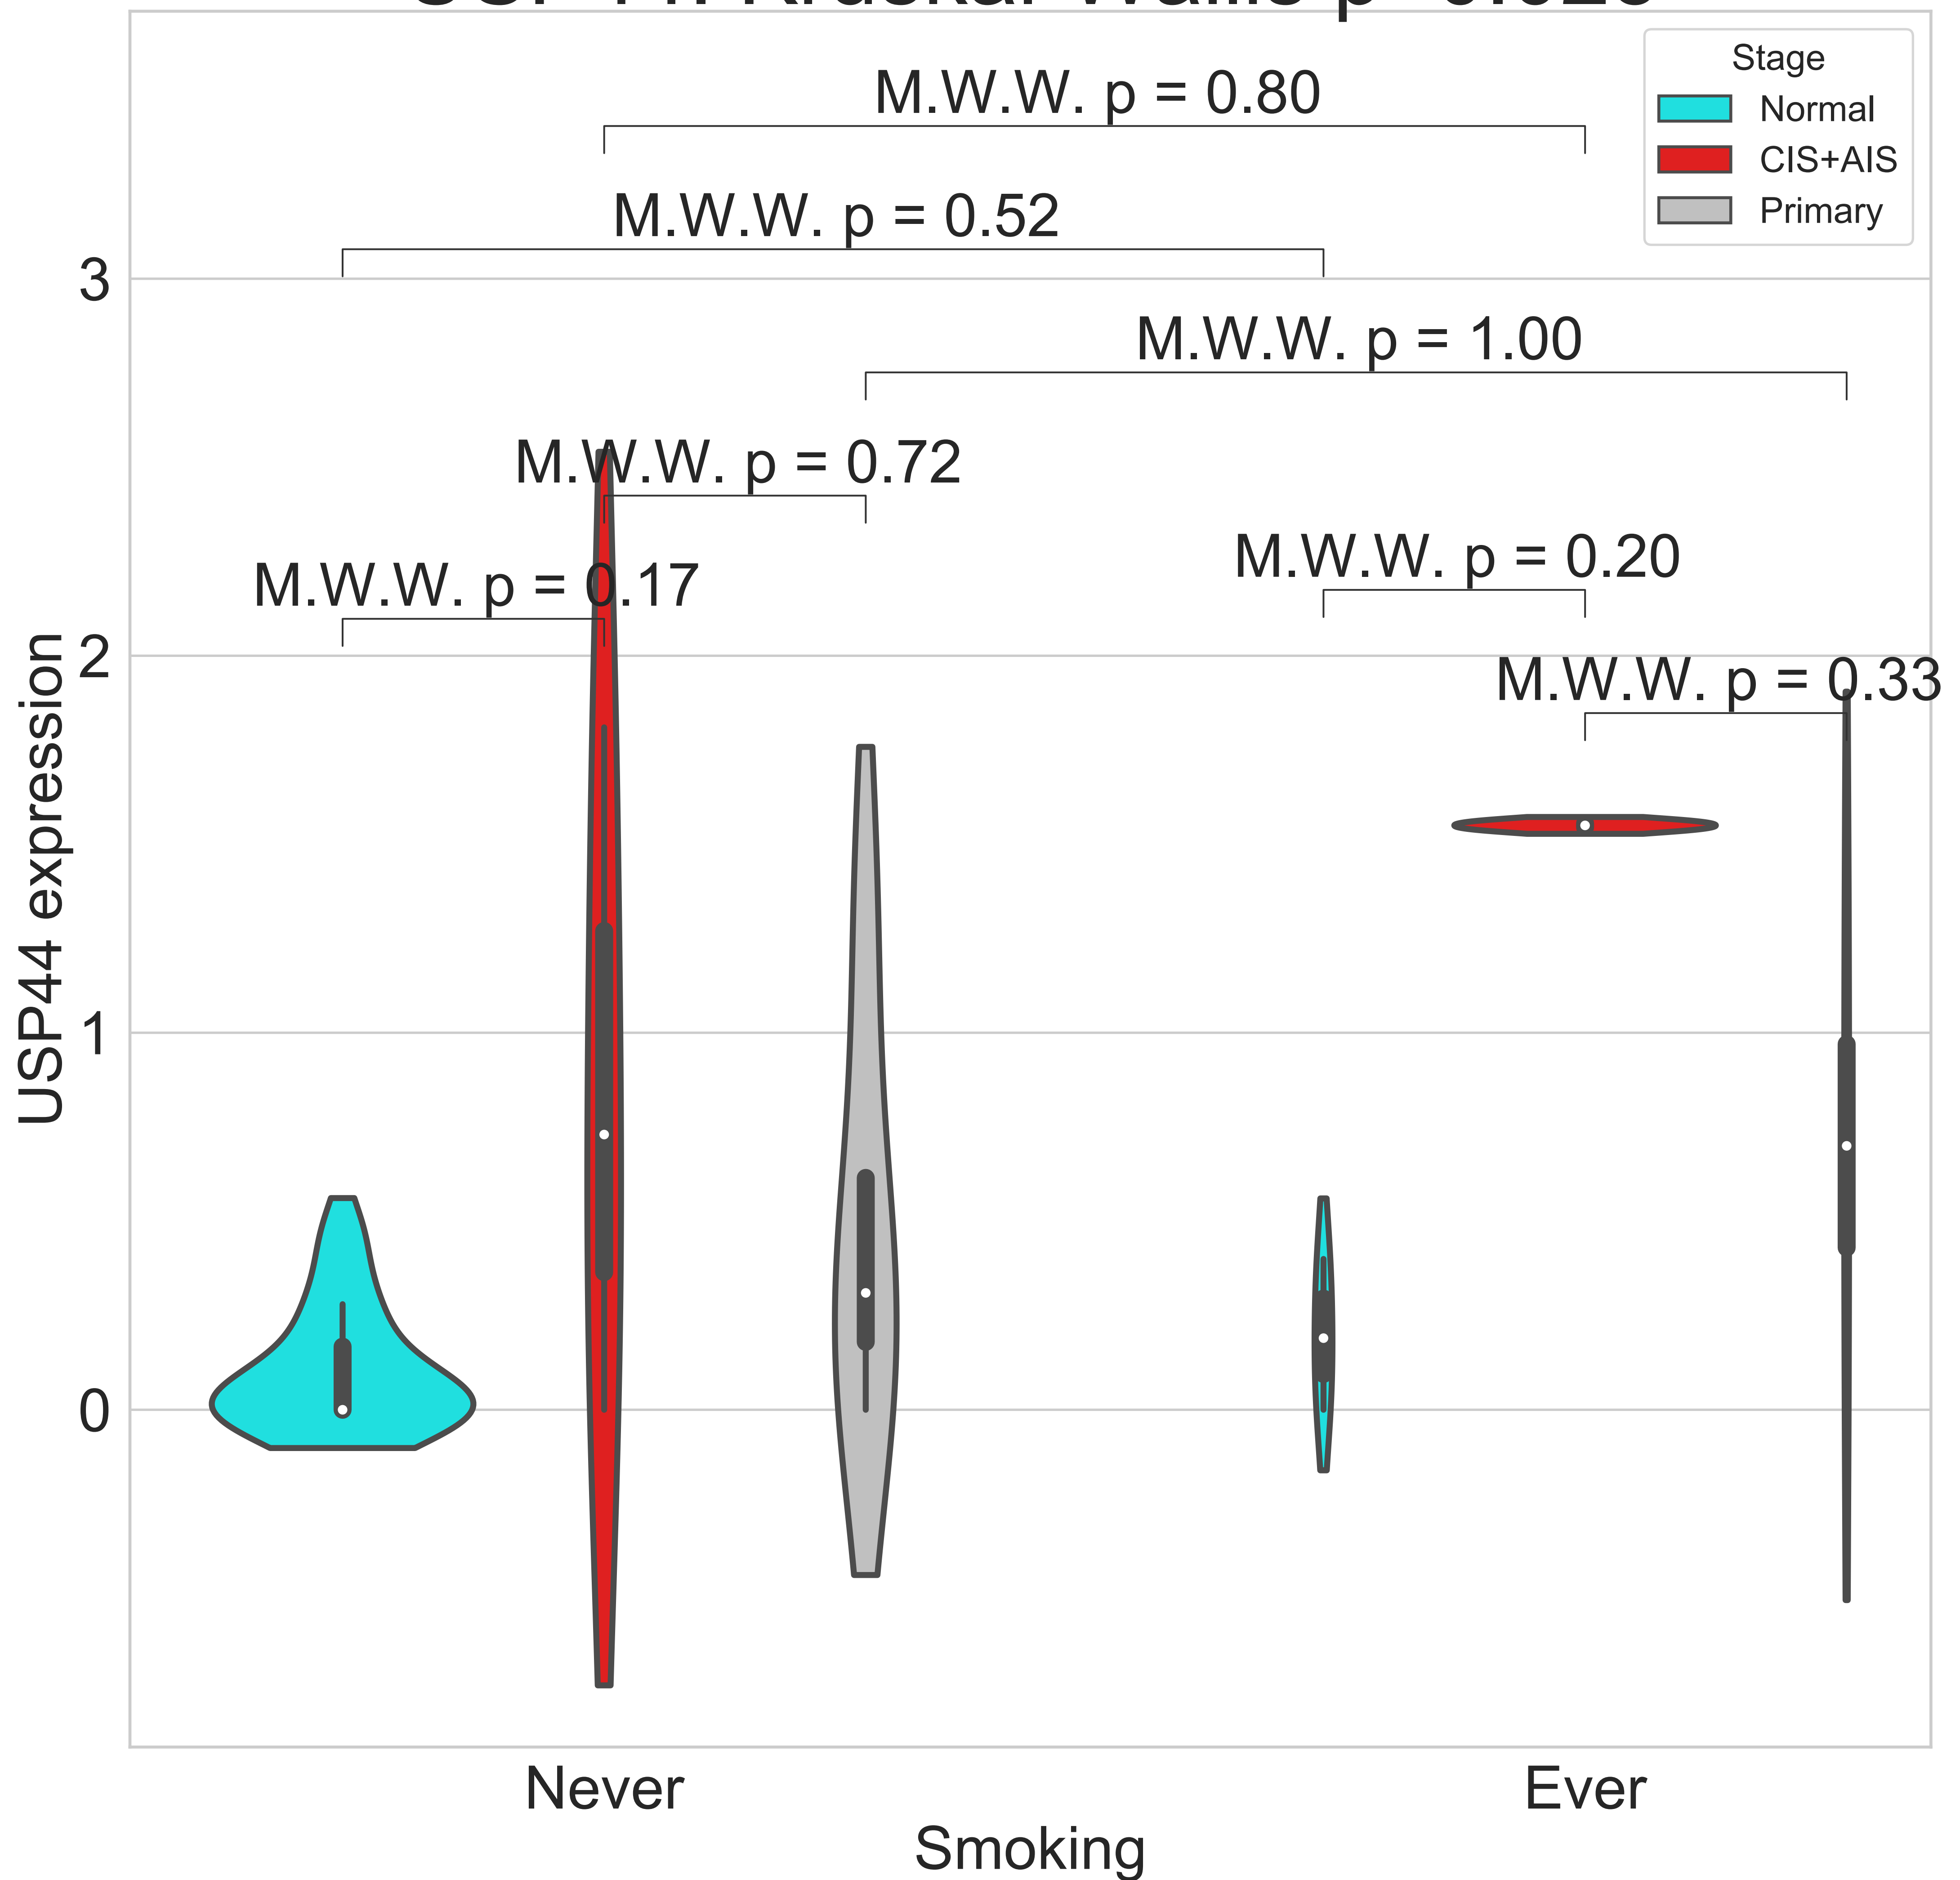 M.W.W. p = 0.80
M.W.W. p = 0.52
M.W.W. p = 1.00
M.W.W. p = 0.72
M.W.W. p = 0.17
M.W.W. p = 0.20
M.W.W. p = 0.33
Stage
Normal
CIS+AIS
Primary
3
2
1
0
USP44 expression
Never
Ever
Smoking